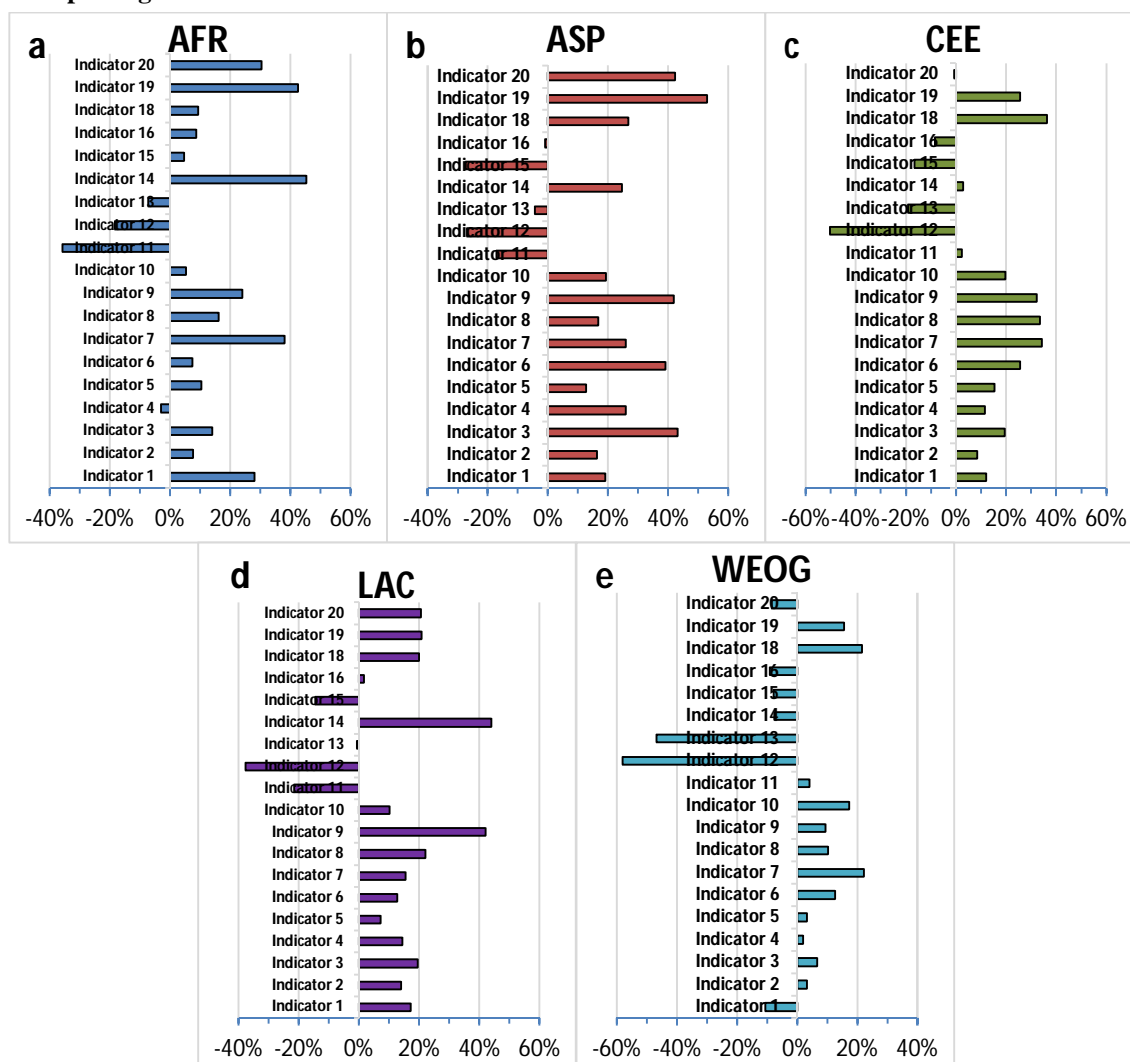 a AFR
Indicator 20
Indicator 19
Indicator 18
Indicator 16
Indicator 15
Indicator 14
Indicator 13
Indicator 12
Indicator 11
Indicator 10
Indicator 9
Indicator 8
Indicator 7
Indicator 6
Indicator 5
Indicator 4
Indicator 3
Indicator 2
Indicator 1
-40% -20% 0% 20% 40% 60%
b ASP
Indicator 20
Indicator 19
Indicator 18
Indicator 16
Indicator 15
Indicator 14
Indicator 13
Indicator 12
Indicator 11
Indicator 10
Indicator 9
Indicator 8
Indicator 7
Indicator 6
Indicator 5
Indicator 4
Indicator 3
Indicator 2
Indicator 1
-40% -20% 0% 20% 40% 60%
c CEE
Indicator 20
Indicator 19
Indicator 18
Indicator 16
Indicator 15
Indicator 14
Indicator 13
Indicator 12
Indicator 11
Indicator 10
Indicator 9
Indicator 8
Indicator 7
Indicator 6
Indicator 5
Indicator 4
Indicator 3
Indicator 2
Indicator 1
-60% -40% -20% 0% 20% 40% 60%
d LAC
Indicator 20
Indicator 19
Indicator 18
Indicator 16
Indicator 15
Indicator 14
Indicator 13
Indicator 12
Indicator 11
Indicator 10
Indicator 9
Indicator 8
Indicator 7
Indicator 6
Indicator 5
Indicator 4
Indicator 3
Indicator 2
Indicator 1
-40% -20% 0% 20% 40% 60%
e WEOG
Indicator 20
Indicator 19
Indicator 18
Indicator 16
Indicator 15
Indicator 14
Indicator 13
Indicator 12
Indicator 11
Indicator 10
Indicator 9
Indicator 8
Indicator 7
Indicator 6
Indicator 5
Indicator 4
Indicator 3
Indicator 2
Indicator 1
-60% -40% -20% 0% 20% 40%